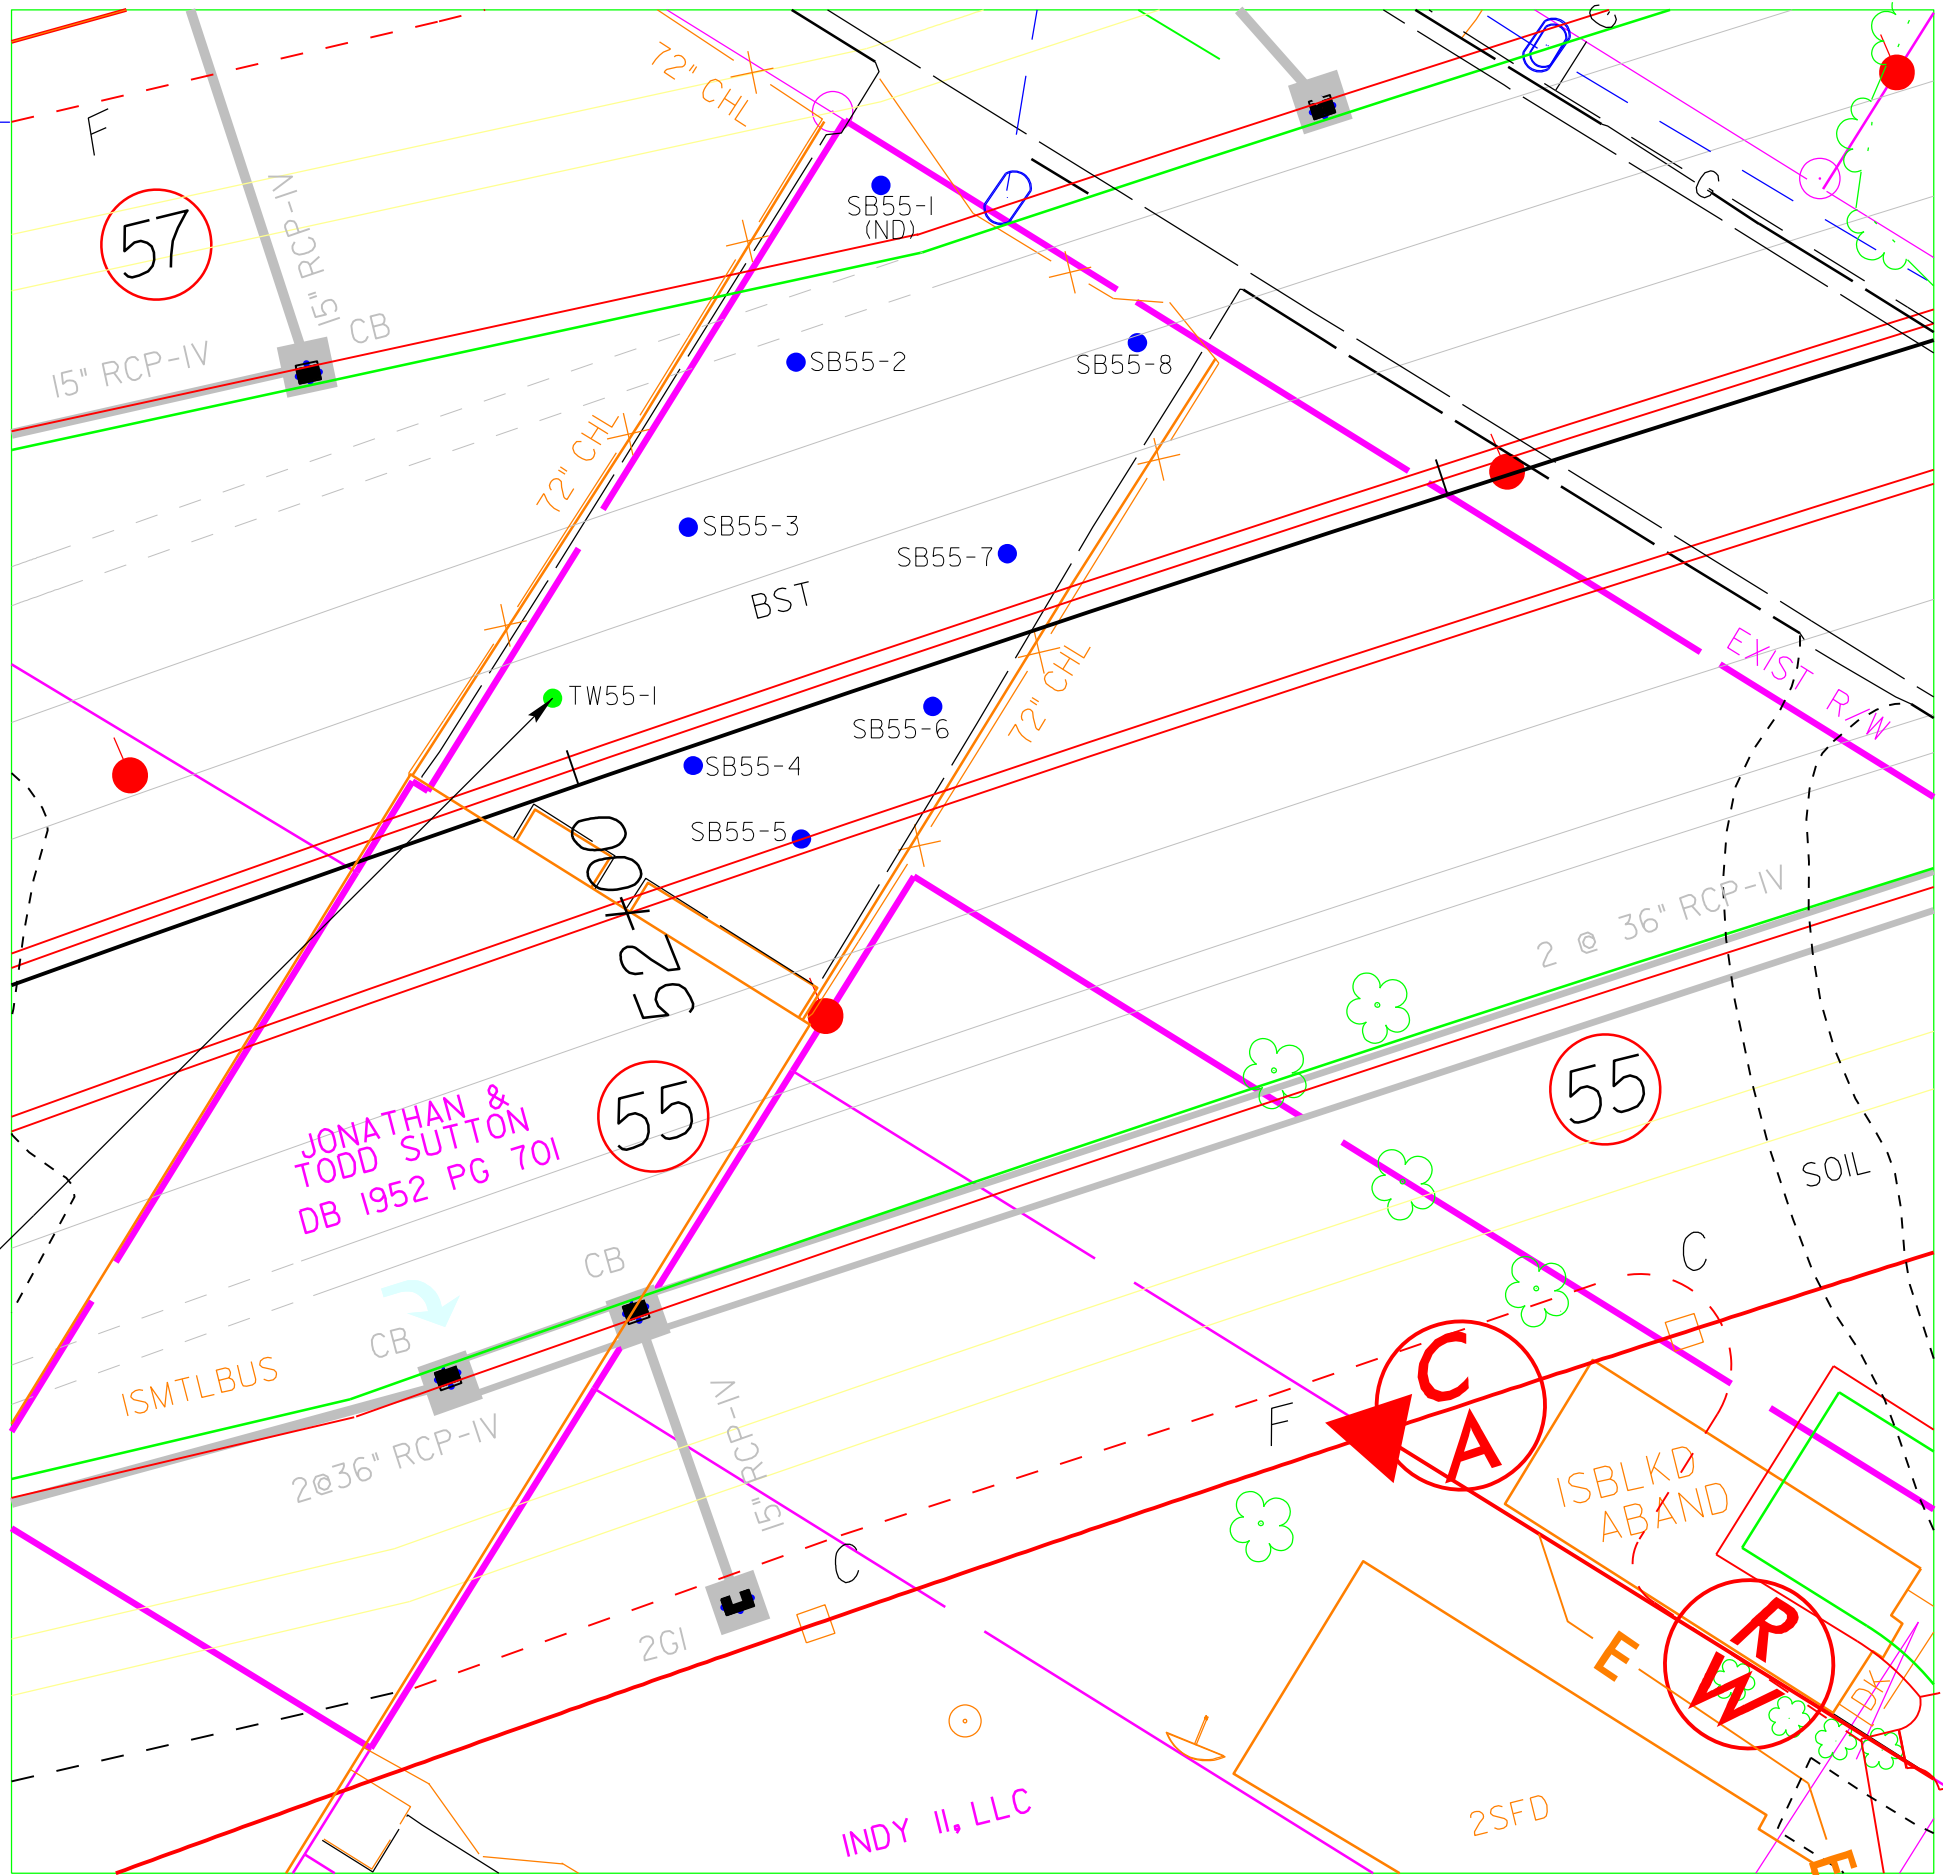 C
72" CHL
F
15" RCP-IV
57
SB55-1
(ND)
C
CB
15" RCP-IV
SB55-2
SB55-8
72" CHL
SB55-3
SB55-7
BST
EXIST R/W
TW55-1
72" CHL
SB55-6
SB55-4
SB55-5
52+00
2 @ 36" RCP-IV
55
55
JONATHAN &
TODD SUTTON
DB 1952 PG 701
SOIL
C
CB
CB
ISMTLBUS
C
A
F
15" RCP-IV
2@36" RCP-IV
ISBLKD
ABAND
C
2GI
R
W
E
DK
INDY II, LLC
2SFD
E